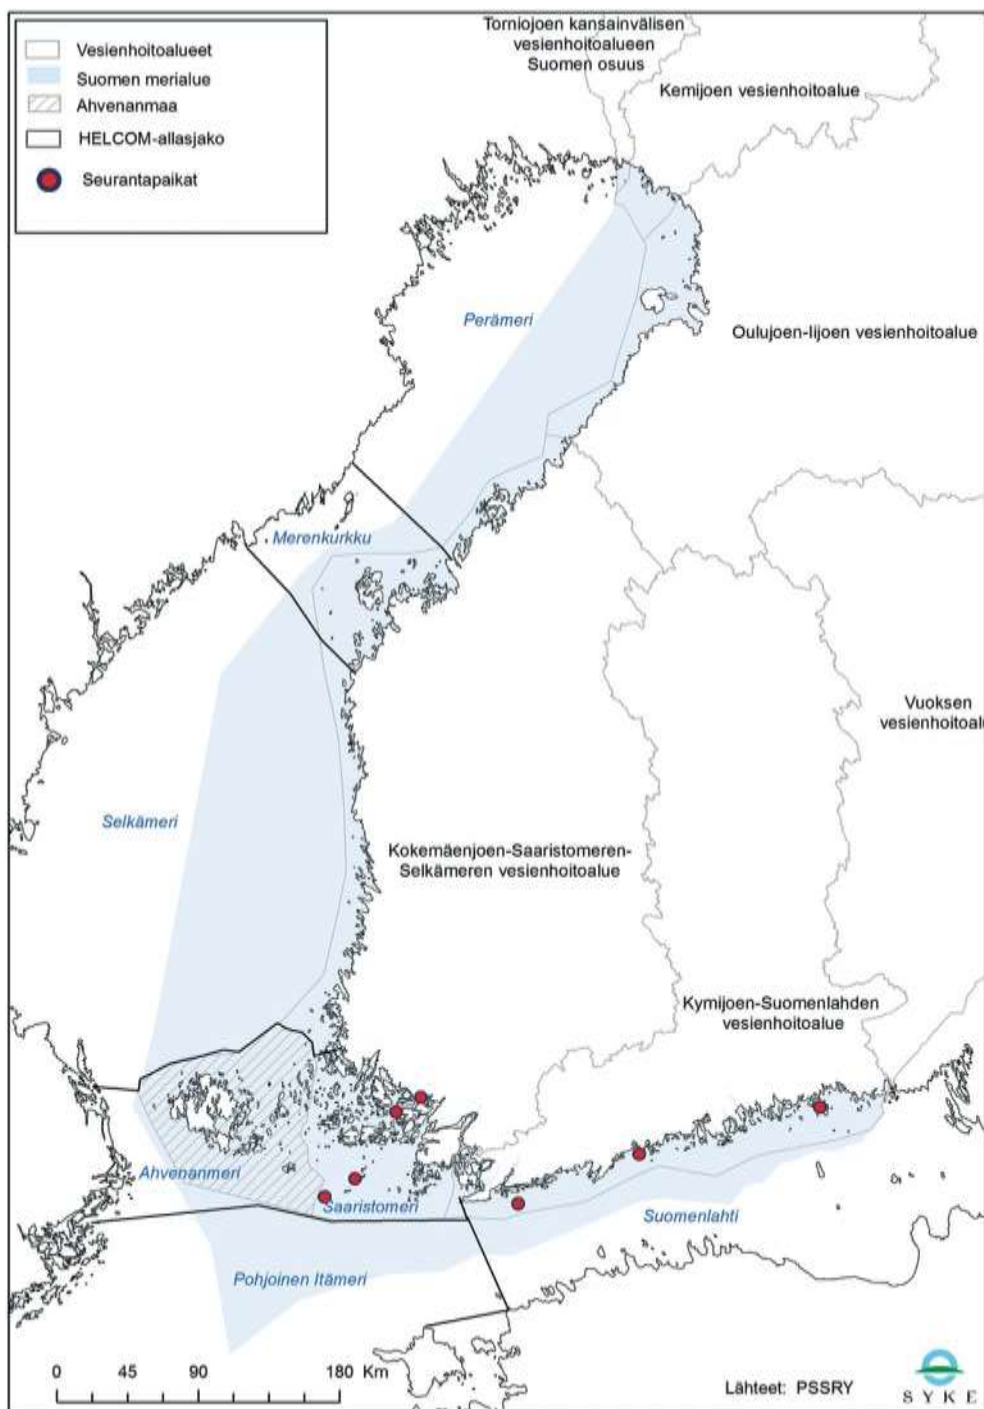 Vesienhoitoalueet
Suomen merialue
Ahvenanmaa
HELCOM-allasjako
Seurantapaikat
Torniojoen kansainvälisen
vesienhoitoalueen
Suomen osuus
Kemijoen vesienhoitoalue
Perämeri
Oulujoen-Iijoen vesienhoitoalue
Merenkurkku
Vuoksen
vesienhoitoalu
Selkämeri
Kokemäenjoen-Saaristomeren-
Selkämeren vesienhoitoalue
Kymijoen-Suomenlahden
vesienhoitoalue
Ahvenanmeri
Saaristomeri
Suomenlahti
Pohjoinen Itämeri
0 45 90 180 Km
Lähteet: PSSRY
SYKE